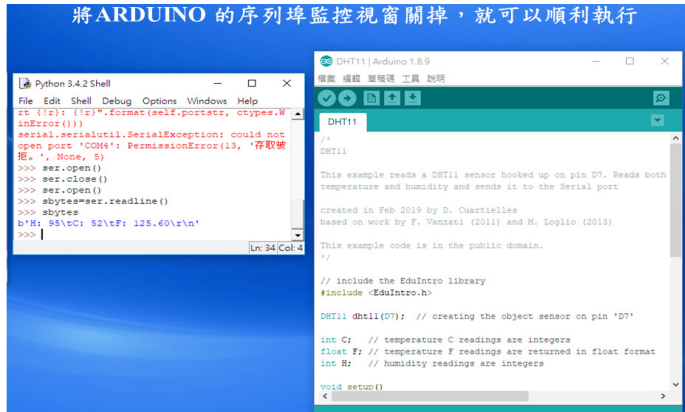 將ARDUINO 的序列埠監控視窗關掉，就可以順利執行
Python 3.4.2 Shell
File Edit Shell Debug Options Windows Help
rt {!r}: {!r}".format(self.portstr, ctypes.W
inError()))
serial.serialutil.SerialException: could not
open port 'COM4': PermissionError(13, '存取被
拒。', None, 5)
>>> ser.open()
>>> ser.close()
>>> ser.open()
>>> sbytes=ser.readline()
>>> sbytes
b'H: 95\tC: 52\tF: 125.60\r\n'
>>>
Ln: 34 Col: 4
DHT11 | Arduino 1.8.9
檔案 編輯 草稿碼 工具 說明
DHT11
/*
DHT11
This example reads a DHT11 sensor hooked up on pin D7. Reads both
temperature and humidity and sends it to the Serial port
created in Feb 2019 by D. Cuartielles
based on work by F. Vanzati (2011) and M. Loglio (2013)
This example code is in the public domain.
*/
// include the EduIntro library
#include <EduIntro.h>
DHT11 dht11(D7); // creating the object sensor on pin 'D7'
int C; // temperature C readings are integers
float F; // temperature F readings are returned in float format
int H; // humidity readings are integers
void setup()